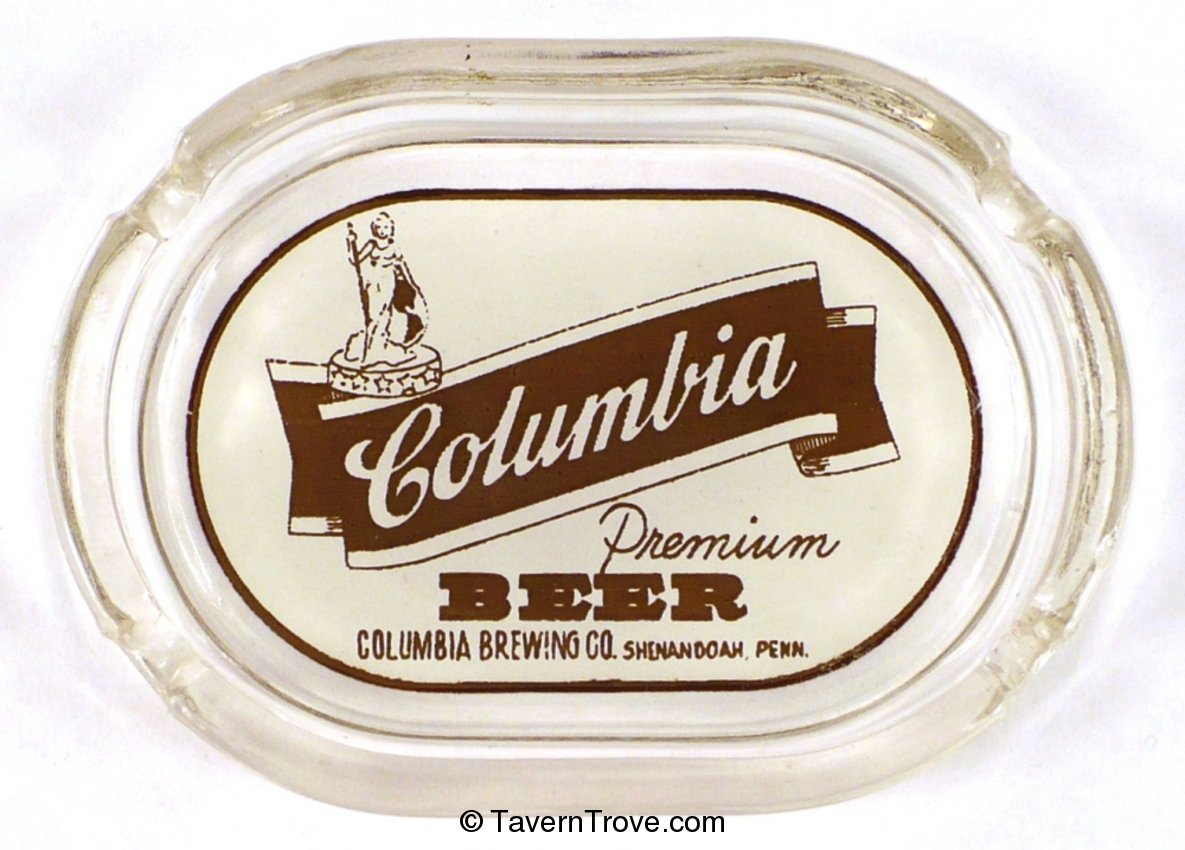 Columbia
Premium
BEER
COLUMBIA BREWING CO. SHENANDOAH, PENN.
© TavernTrove.com